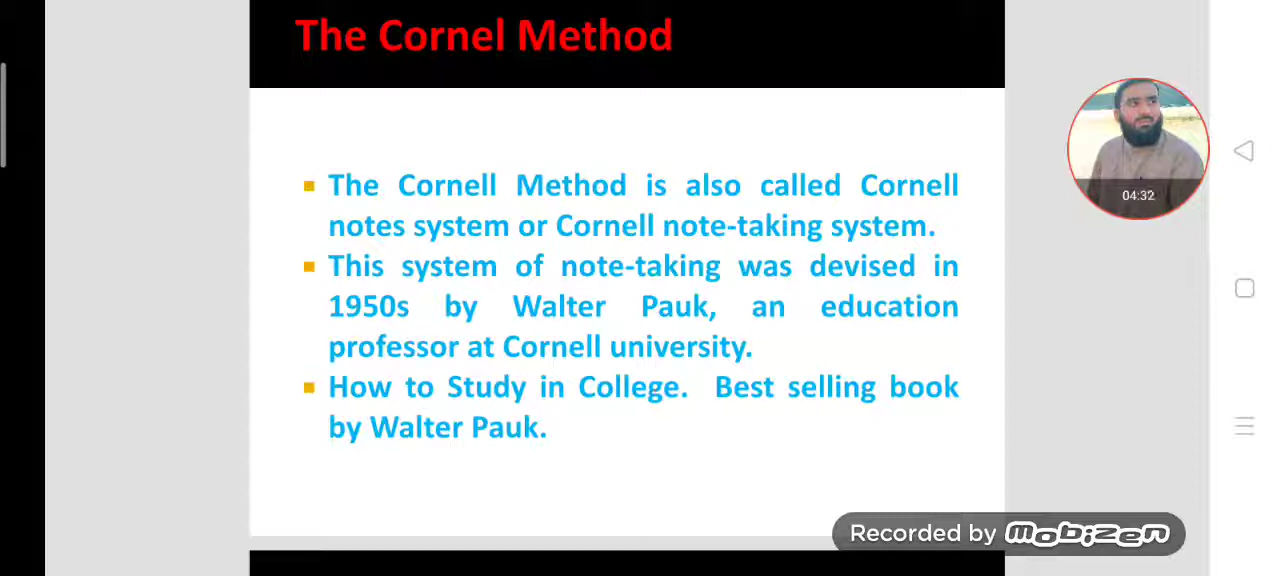 The Cornel Method
The Cornell Method is also called Cornell
notes system or Cornell note-taking system.
This system of note-taking was devised in
1950s by Walter Pauk, an education
professor at Cornell university.
How to Study in College. Best selling book
by Walter Pauk.
04:32
Recorded by mobizen